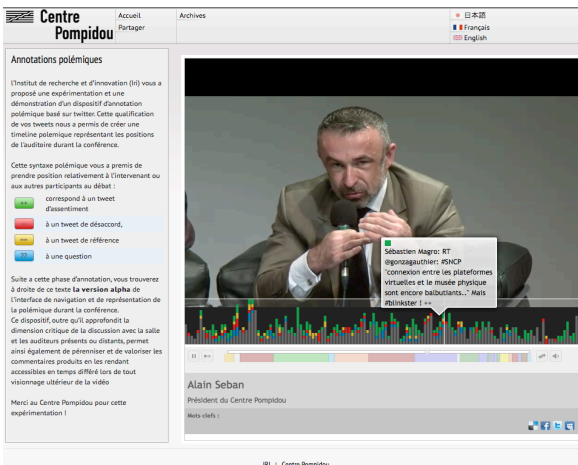 Centre
Pompidou
Accueil
Partager
Archives
日本語
Français
English
Annotations polémiques
l'Institut de recherche et d'innovation (Iri) vous a
proposé une expérimentation et une
démonstration d'un dispositif d'annotation
polémique basé sur twitter. Cette qualification
de vos tweets nous a permis de créer une
timeline polemique représentant les positions
de l'auditoire durant la conférence.
Cette syntaxe polémique vous a premis de
prendre position relativement à l'intervenant ou
aux autres participants au débat :
++
correspond à un tweet
d'assentiment
--
à un tweet de désaccord,
==
à un tweet de référence
??
à une question
Suite a cette phase d'annotation, vous trouverez
à droite de ce texte la version alpha de
l'interface de navigation et de représentation de
la polémique durant la conférence.
Ce dispositif, outre qu'il approfondit la
dimension critique de la discussion avec la salle
et les auditeurs présents ou distants, permet
ainsi également de pérenniser et de valoriser les
commentaires produits en les rendant
accessibles en temps différé lors de tout
visionnage ultérieur de la vidéo
Merci au Centre Pompidou pour cette
expérimentation !
Sébastien Magro: RT
@gonzagauthier: #SNCP
"connexion entre les plateformes
virtuelles et le musée physique
sont encore balbutiants..." Mais
#blinkster ! ++
Alain Seban
Président du Centre Pompidou
Mots clefs :
IRI | Centre Pompidou